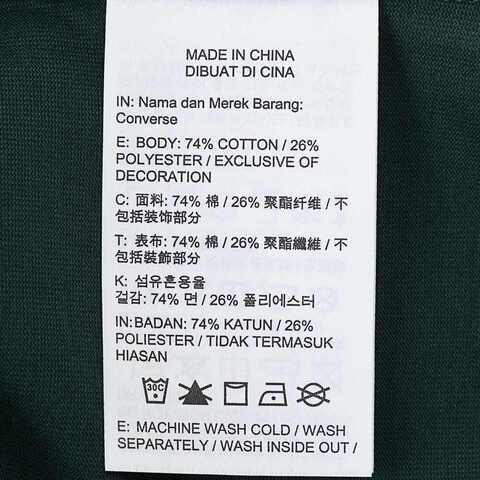 MADE IN CHINA
DIBUAT DI CINA
IN: Nama dan Merek Barang:
Converse
E: BODY: 74% COTTON / 26%
POLYESTER / EXCLUSIVE OF
DECORATION
C: 面料: 74% 棉 / 26% 聚酯纤维 / 不
包括装饰部分
T: 表布: 74% 棉 / 26% 聚酯纖維 / 不
包括裝飾部分
K: 섬유혼용율
겉감: 74% 면 / 26% 폴리에스터
IN:BADAN: 74% KATUN / 26%
POLIESTER / TIDAK TERMASUK
HIASAN
30C
E: MACHINE WASH COLD / WASH
SEPARATELY / WASH INSIDE OUT /